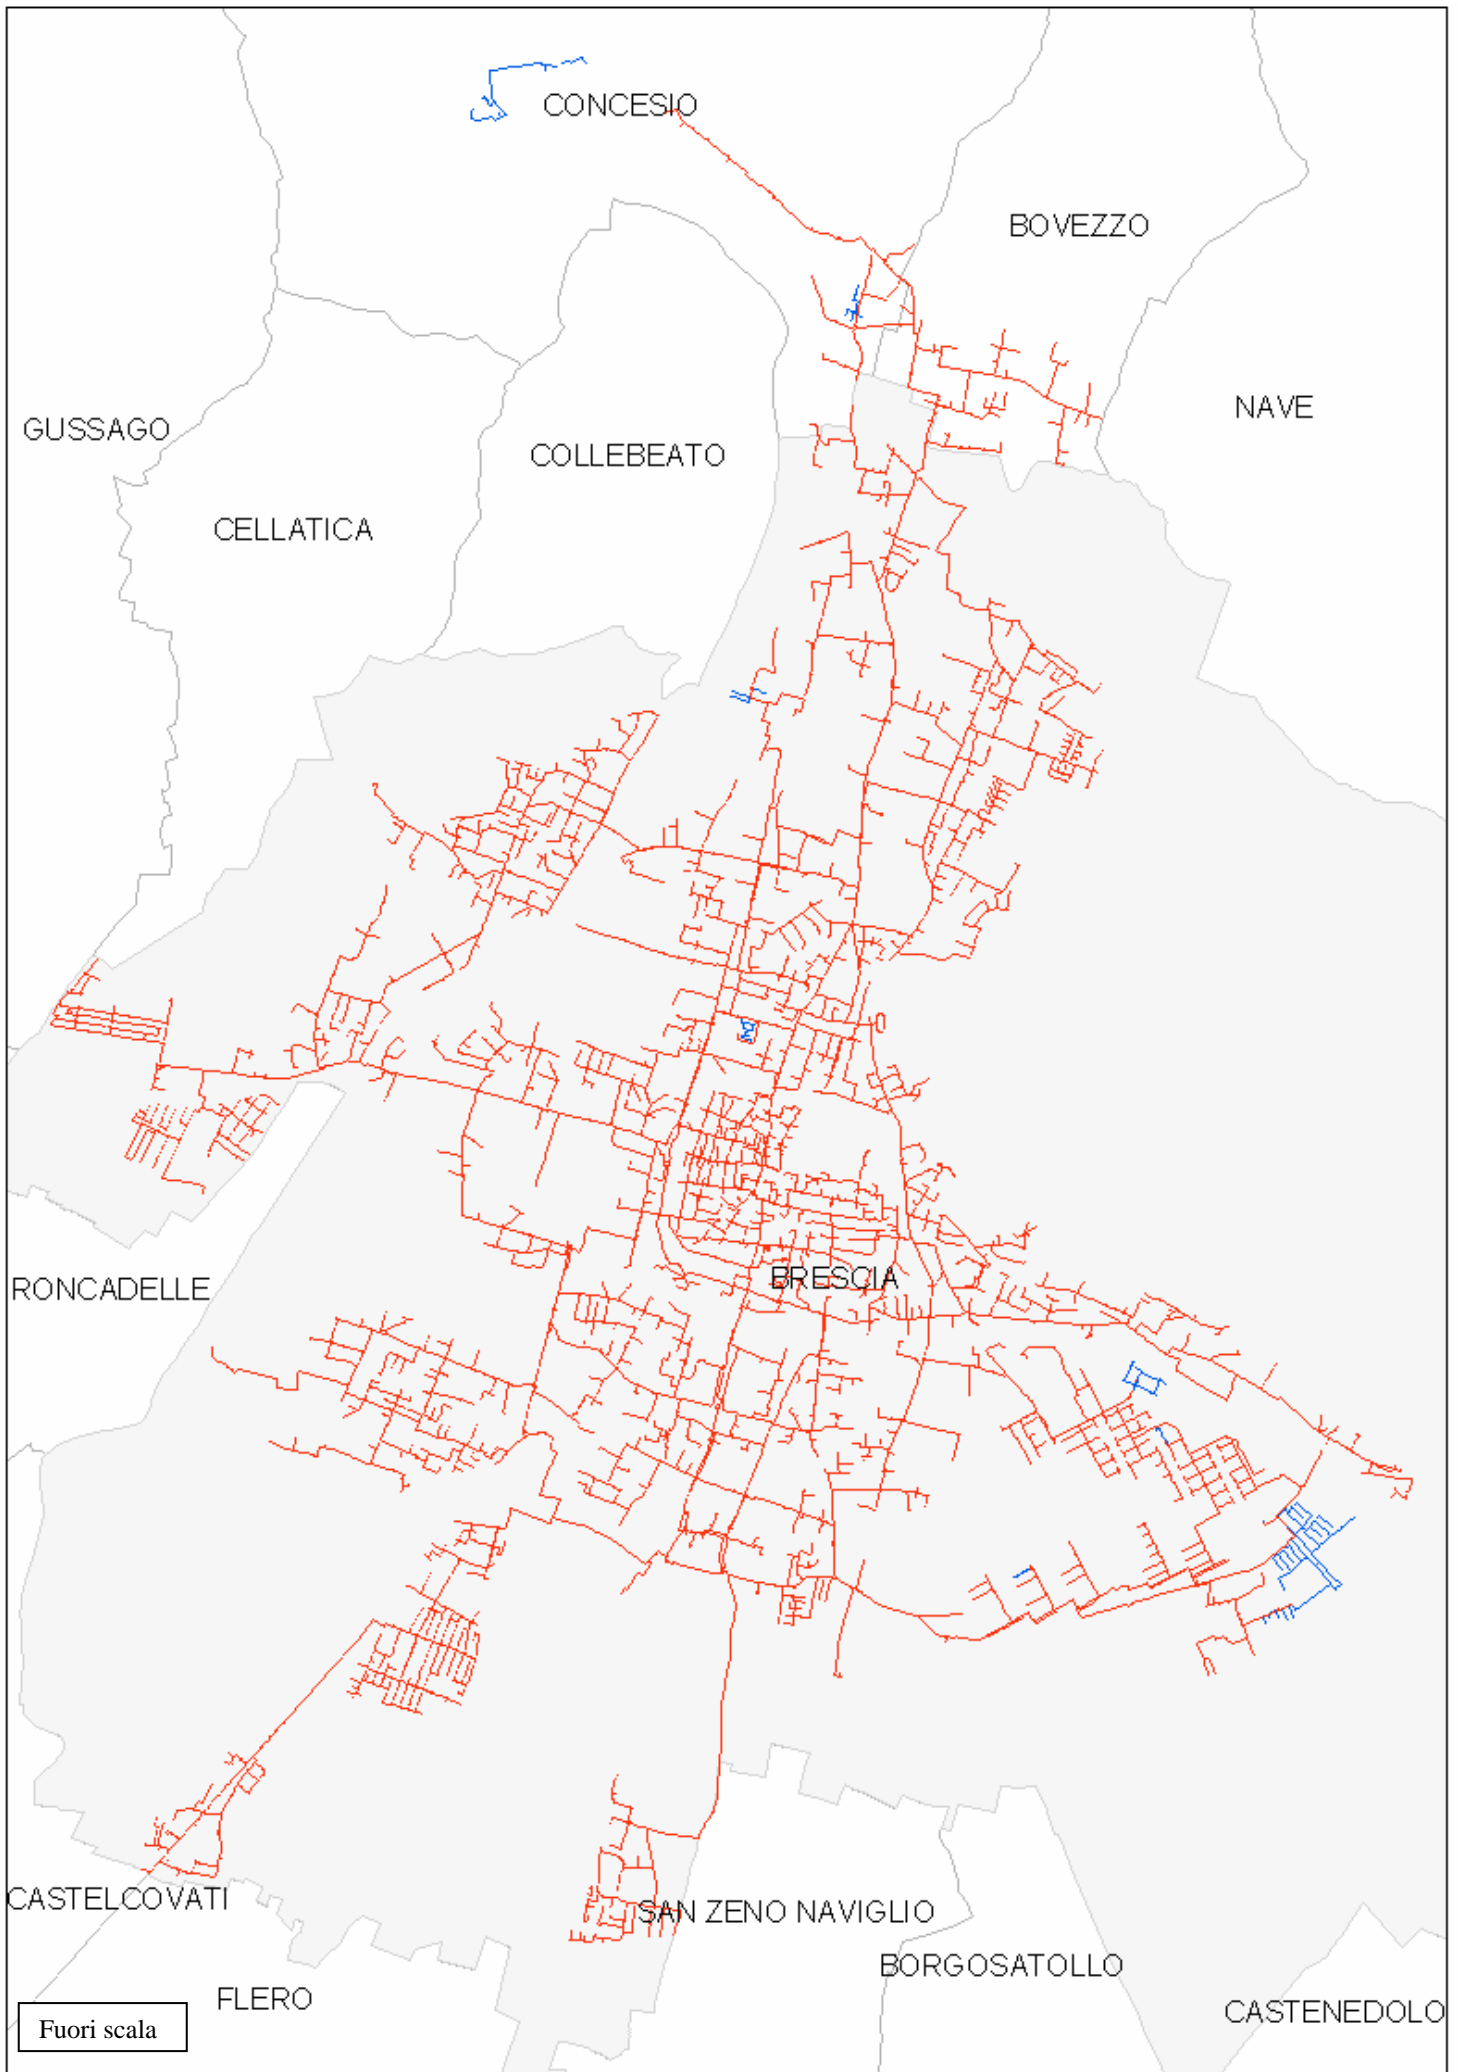 CONCESIO
BOVEZZO
NAVE
GUSSAGO
COLLEBEATO
CELLATICA
BRESCIA
RONCADELLE
CASTELCOVATI
SAN ZENO NAVIGLIO
BORGOSATOLLO
FLERO
CASTENEDOLO
Fuori scala